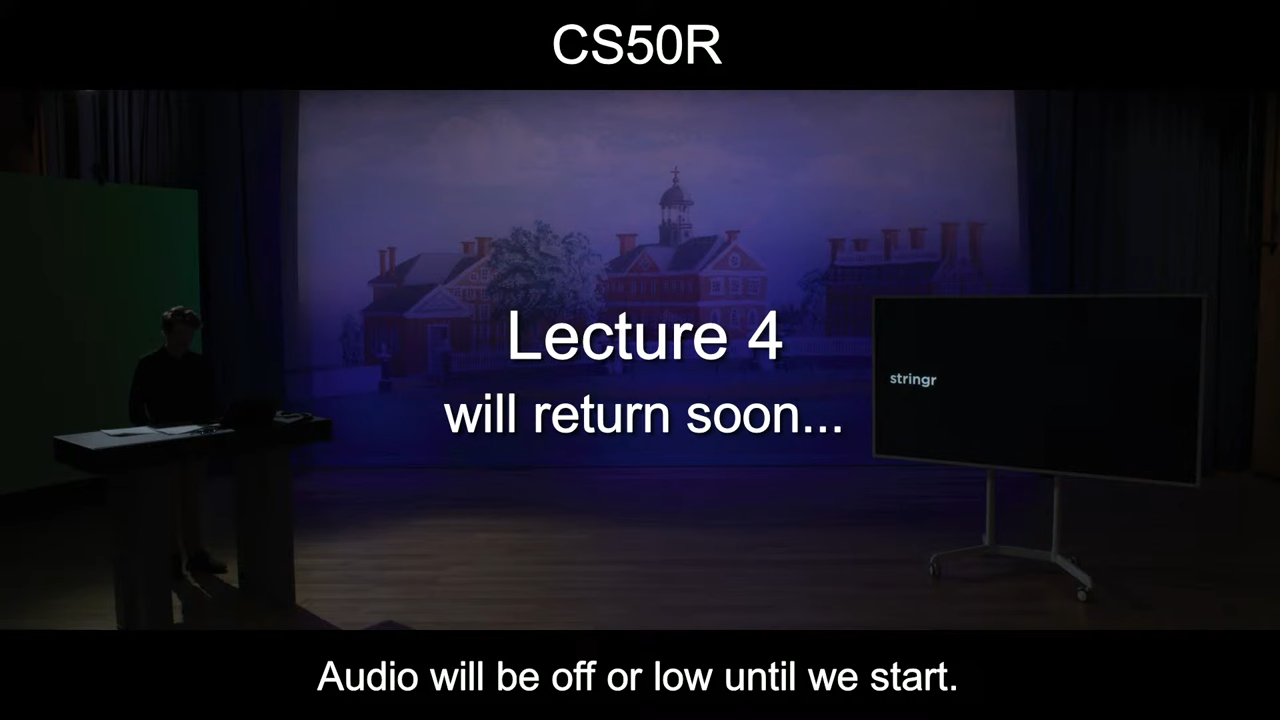 CS50R
Lecture 4
will return soon...
stringr
Audio will be off or low until we start.